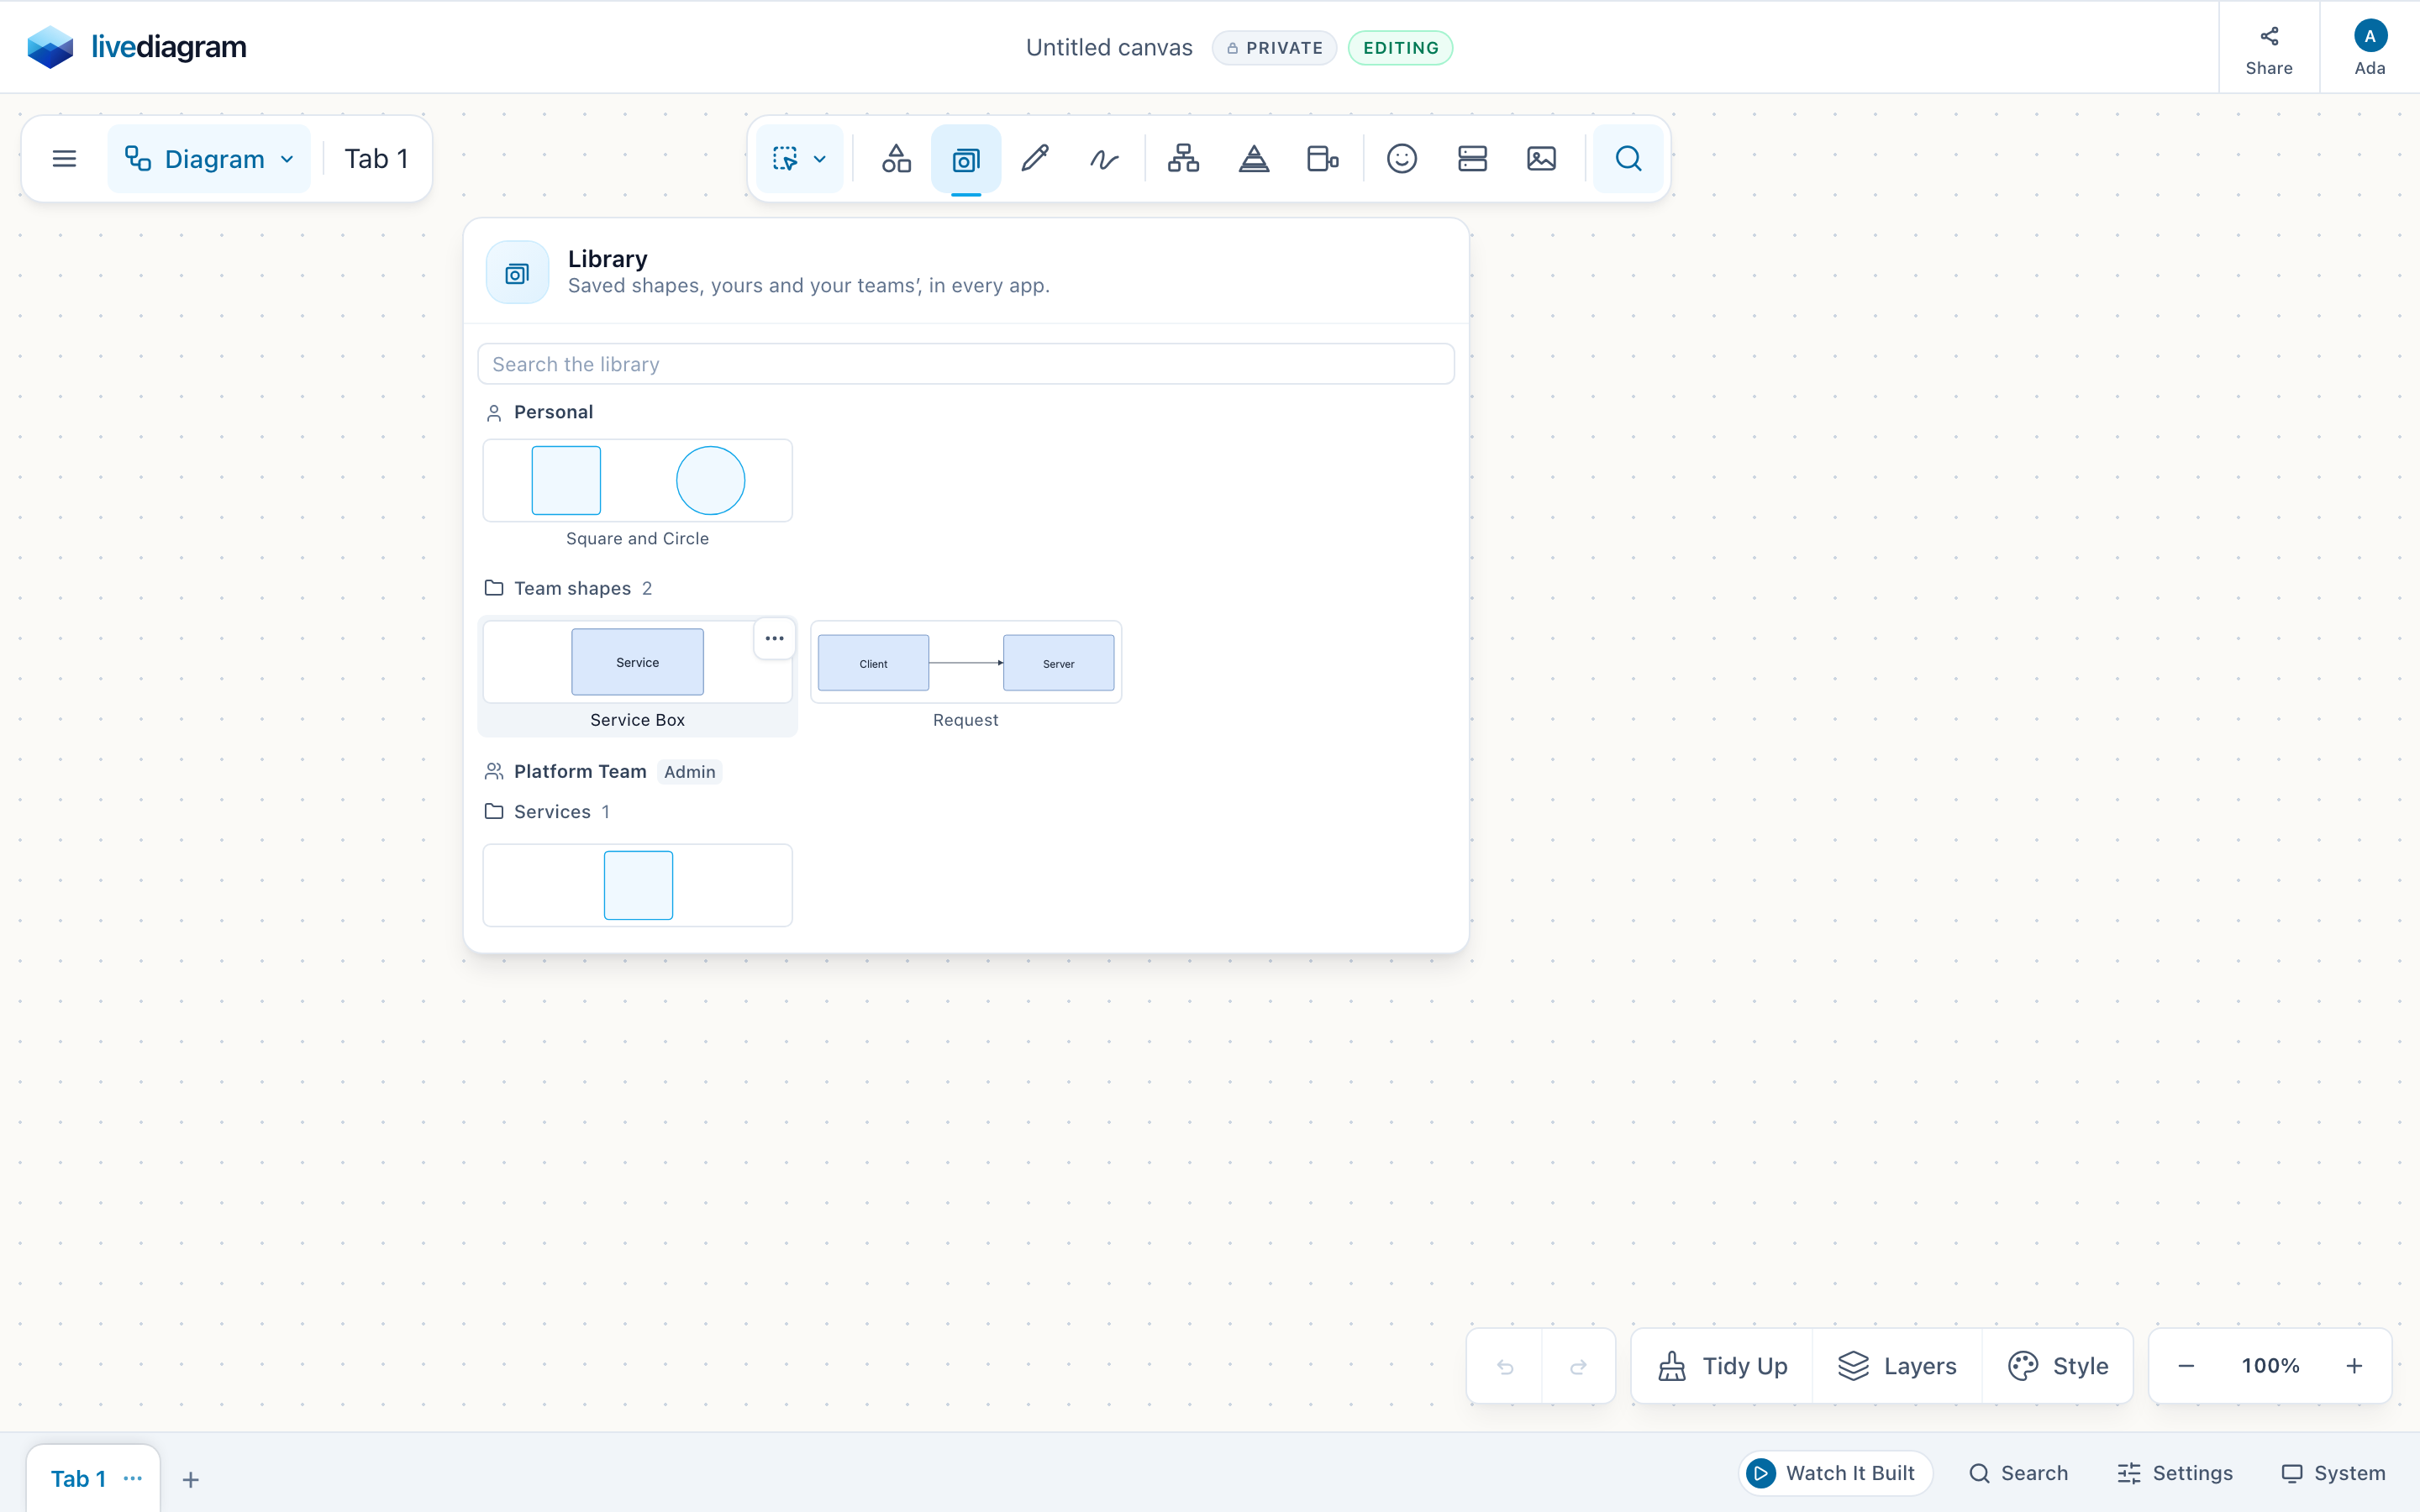 livediagram
Untitled canvas
PRIVATE
EDITING
Share
A
Ada
Diagram
Tab 1
Library
Saved shapes, yours and your teams’, in every app.
Search the library
Personal
Square and Circle
Team shapes 2
Service
Client
Server
Service Box
Request
Platform Team Admin
Services 1
Tidy Up
Layers
Style
100%
Tab 1
Watch It Built
Search
Settings
System